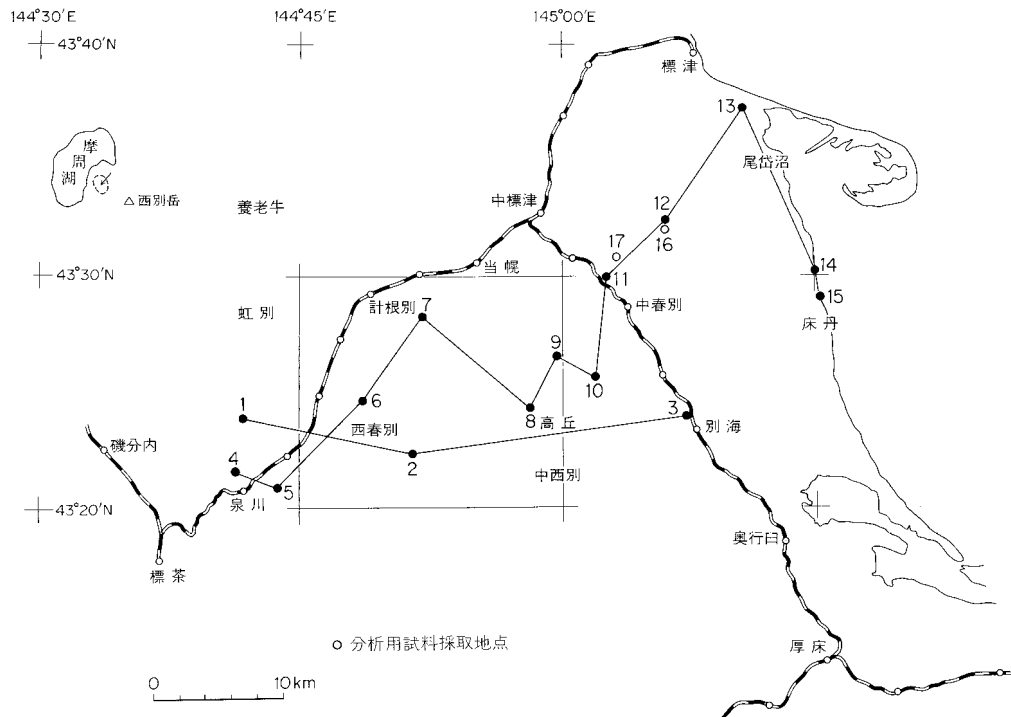 144°30′E
144°45′E
145°00′E
43°40′N
標津
13
摩周湖
尾岱沼
△西別岳
養老牛
中標津
12
16
17
当幌
43°30′N
11
14
15
計根別
7
中春別
虹別
床丹
9
10
1
6
8
高丘
3
西春別
2
別海
磯分内
4
5
中西別
泉川
43°20′N
奥行臼
標茶
○ 分析用試料採取地点
厚床
0 10km